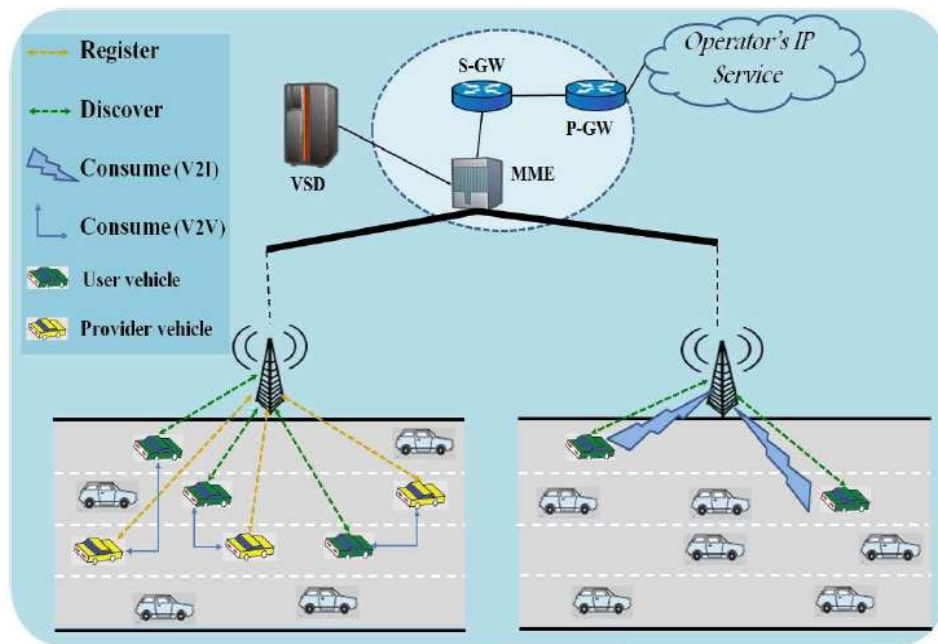 Register
Discover
Consume (V2I)
Consume (V2V)
User vehicle
Provider vehicle
Operator's IP
Service
S-GW
P-GW
VSD
MME